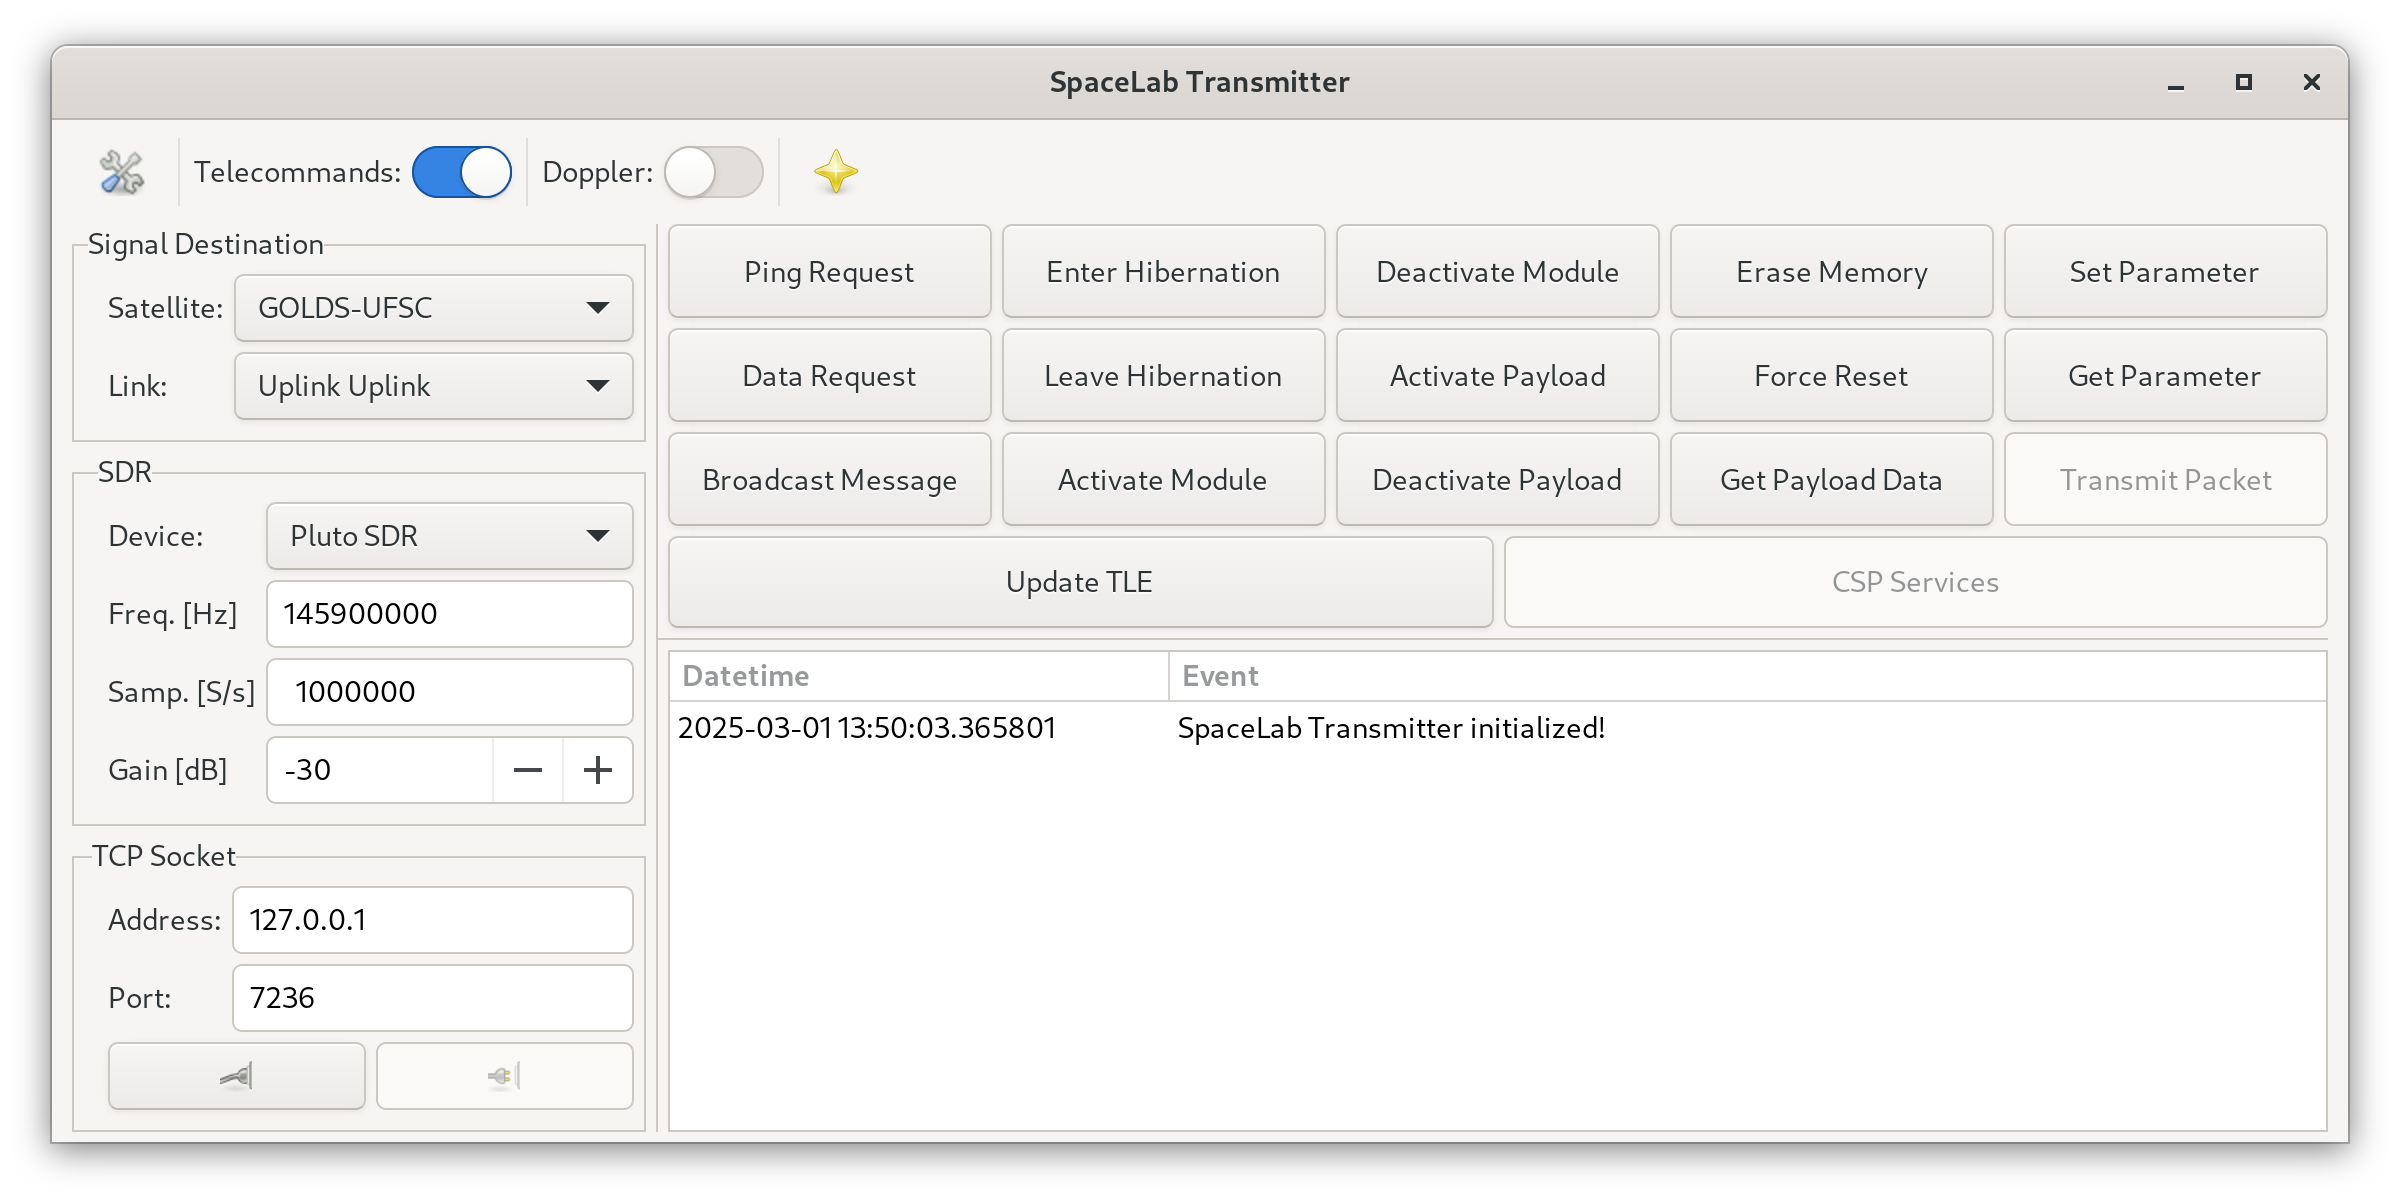 SpaceLab Transmitter
Telecommands: Doppler:
Signal Destination
Satellite: GOLDS-UFSC
Link: Uplink Uplink
SDR
Device: Pluto SDR
Freq. [Hz] 145900000
Samp. [S/s] 1000000
Gain [dB] -30
TCP Socket
Address: 127.0.0.1
Port: 7236
Ping Request Enter Hibernation Deactivate Module Erase Memory Set Parameter
Data Request Leave Hibernation Activate Payload Force Reset Get Parameter
Broadcast Message Activate Module Deactivate Payload Get Payload Data Transmit Packet
Update TLE CSP Services
Datetime Event
2025-03-01 13:50:03.365801 SpaceLab Transmitter initialized!